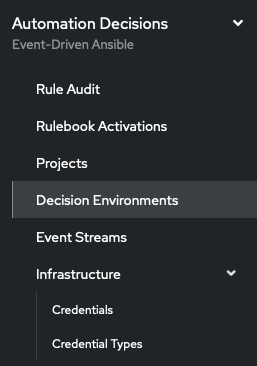 Automation Decisions
Event-Driven Ansible
Rule Audit
Rulebook Activations
Projects
Decision Environments
Event Streams
Infrastructure
Credentials
Credential Types